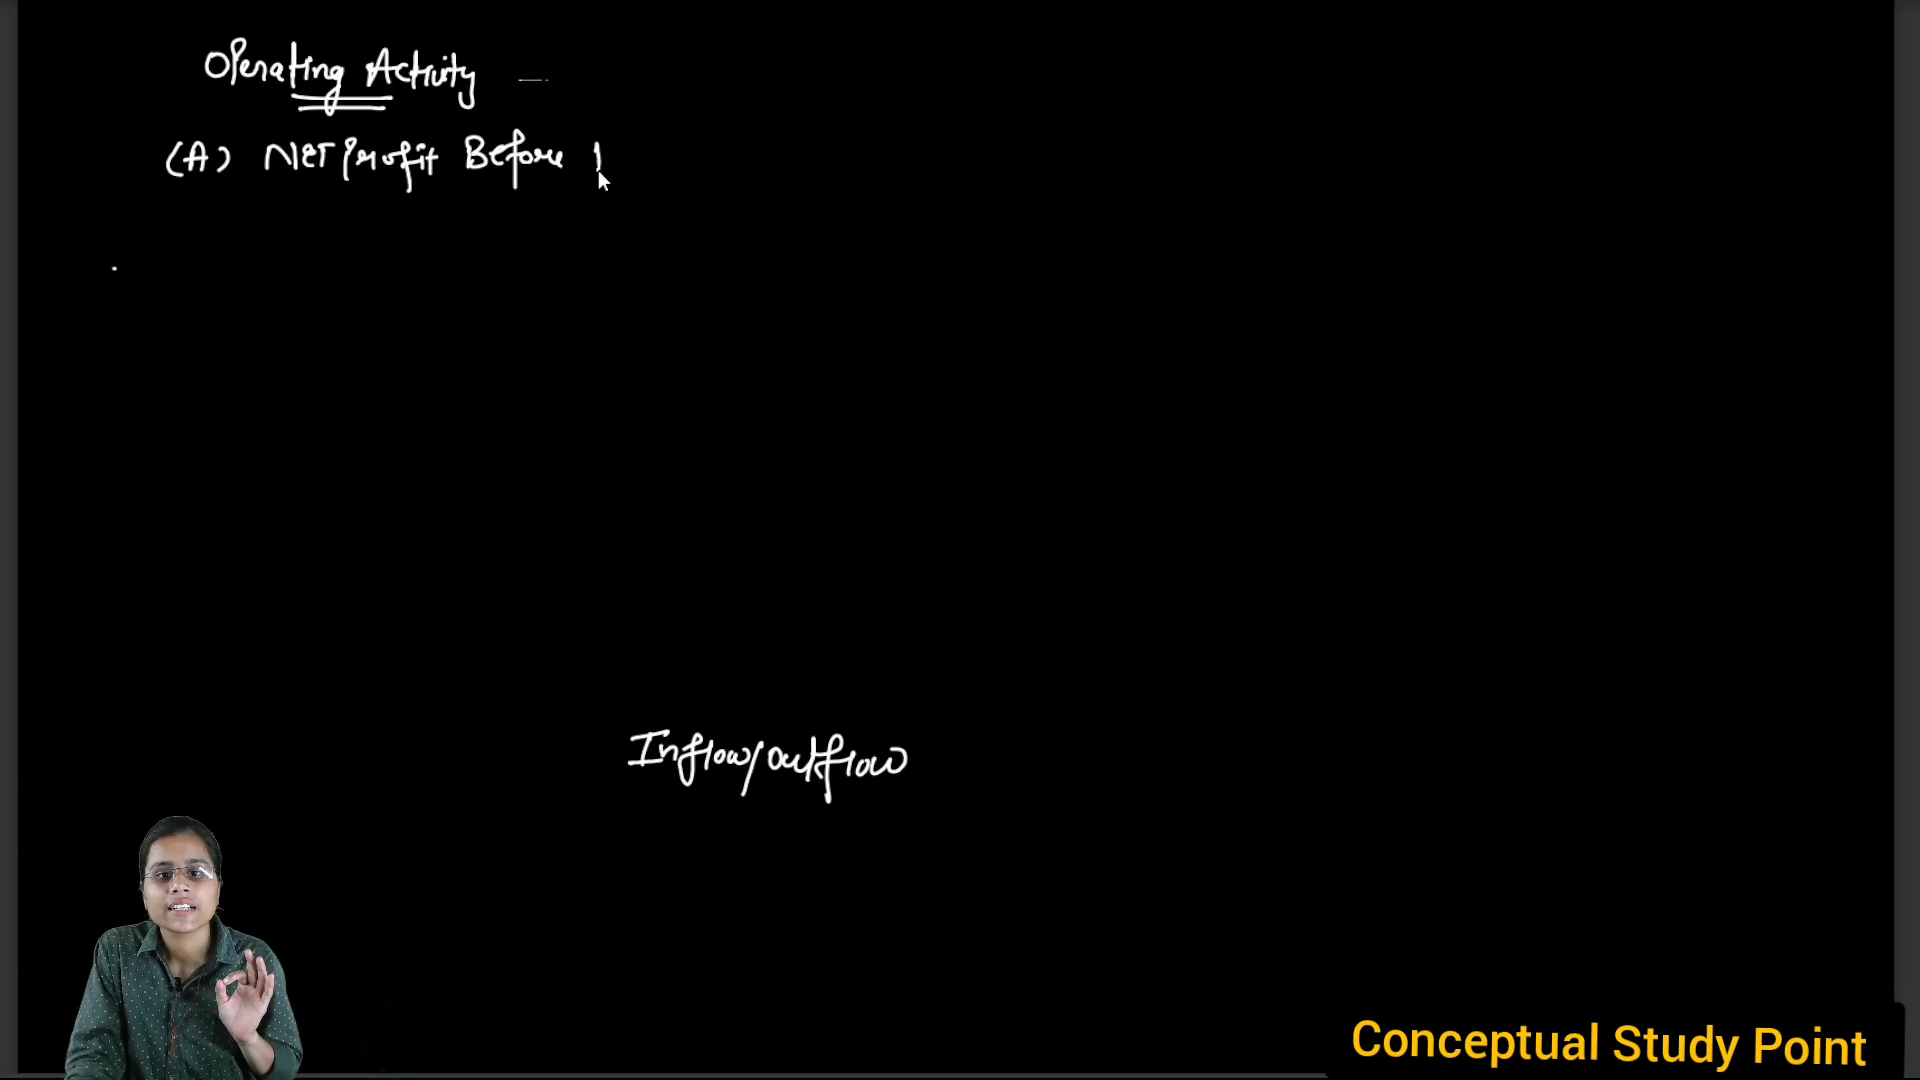 Operating Activity —
(A) Net Profit Before
Inflow/outflow
Conceptual Study Point